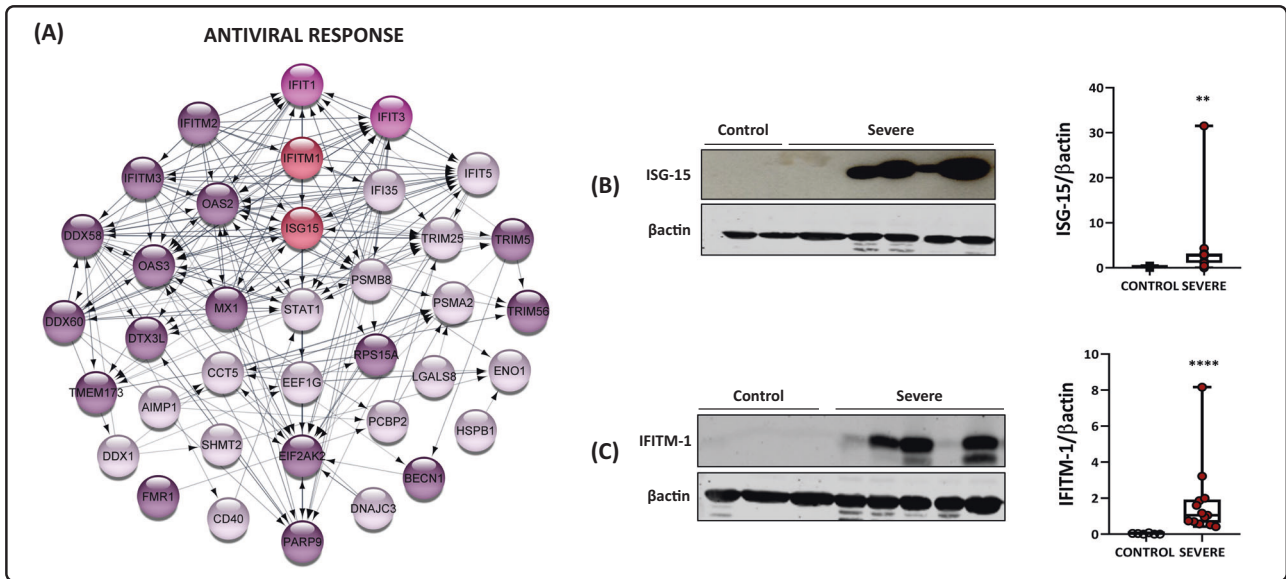 (A)
ANTIVIRAL RESPONSE
IFIT1
IFITM2
IFIT3
IFITM1
IFITM3
IFI35
IFIT5
OAS2
DDX58
ISG15
TRIM25
TRIM5
OAS3
PSMB8
DDX60
MX1
STAT1
PSMA2
TRIM56
DTX3L
RPS15A
TMEM173
CCT5
EEF1G
LGALS8
ENO1
AIMP1
PCBP2
HSPB1
DDX1
SHMT2
EIF2AK2
BECN1
FMR1
CD40
DNAJC3
PARP9
(B)
Control
Severe
ISG-15
βactin
ISG-15/βactin
40
30
20
10
0
**
CONTROL SEVERE
(C)
Control
Severe
IFITM-1
βactin
IFITM-1/βactin
10
8
6
4
2
0
****
CONTROL SEVERE